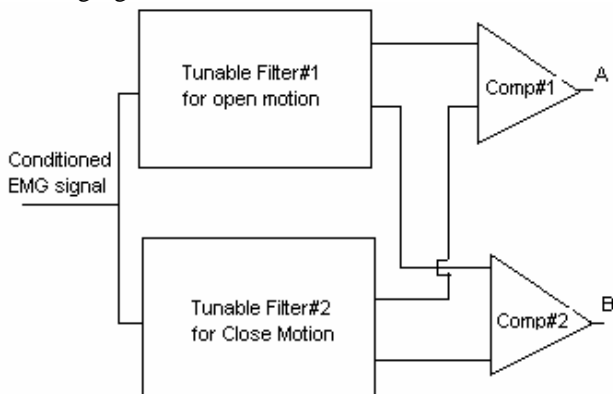 Tunable Filter#1
for open motion
Comp#1
A
Conditioned
EMG signal
Tunable Filter#2
for Close Motion
Comp#2
B